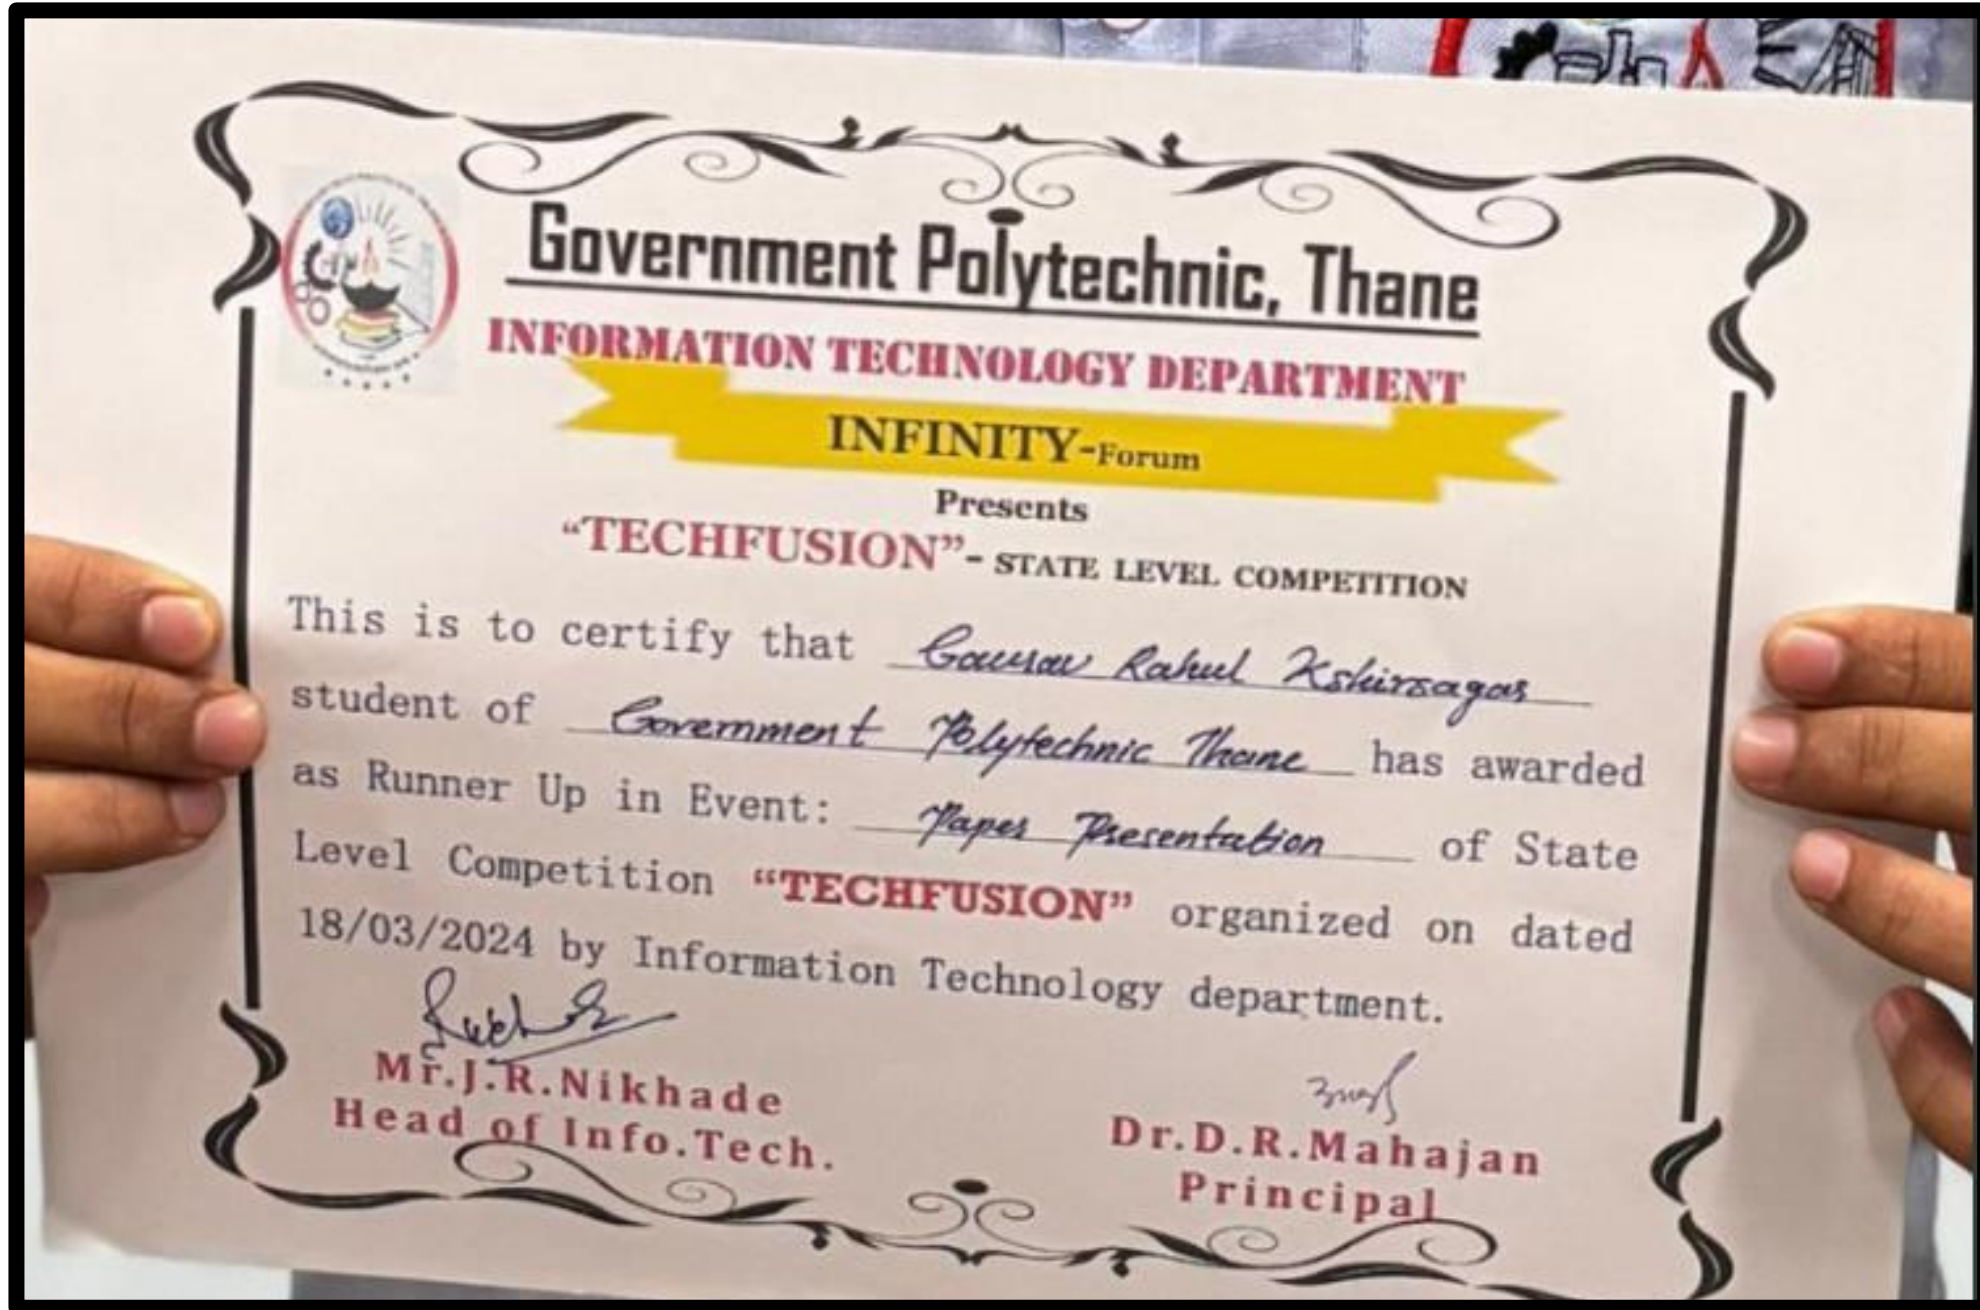 Government Polytechnic, Thane
INFORMATION TECHNOLOGY DEPARTMENT
INFINITY-Forum
Presents
“TECHFUSION”- STATE LEVEL COMPETITION
This is to certify that Gaurav Rahul Kshirsagar
student of Government Polytechnic Thane has awarded
as Runner Up in Event: Paper Presentation of State
Level Competition “TECHFUSION” organized on dated
18/03/2024 by Information Technology department.
Mr.J.R.Nikhade
Head of Info.Tech.
Dr.D.R.Mahajan
Principal